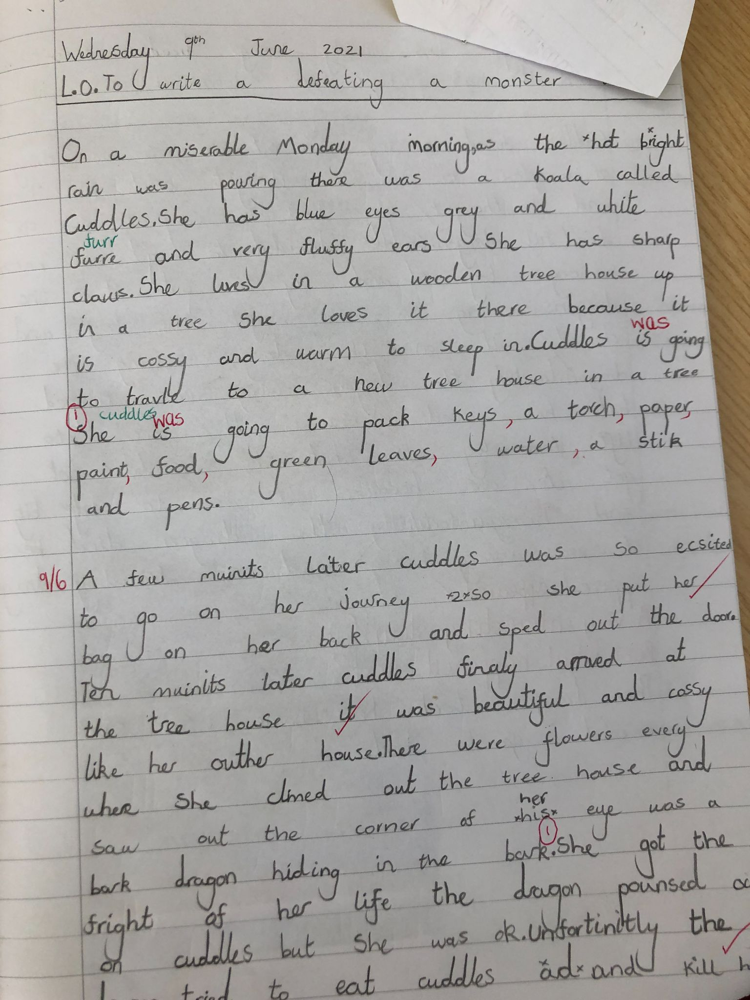 Wednesday 9th June 2021
L.O. To write a defeating a monster
On a miserable Monday morning, as the *hot bright
rain was pouring there was a Koala called
Cuddles. She has blue eyes grey and white
furr
furre and very fluffy ears She has sharp
claws. She lives in a wooden tree house up
in a tree She loves it there because it
was
is cossy and warm to sleep in. Cuddles is going
to travle to a new tree house in a tree
1 cuddles was
She is going to pack keys, a torch, paper,
paint, food, green leaves, water, a stik
and pens.
9/6 A few muinits later cuddles was so ecsited
to go on her journey *2* so she put her
bag on her back and sped out the door.
Ten muinits later cuddles finaly arrived at
the tree house it was beautiful and cossy
like her outher house. There were flowers every
where She clmed out the tree house and
her
saw out the corner of *his* eye was a
1
bark dragon hiding in the bark. She got the
fright of her life the dragon pounsed
on cuddles but She was ok. Unfortinitly the
tried to eat cuddles *ad* and kill